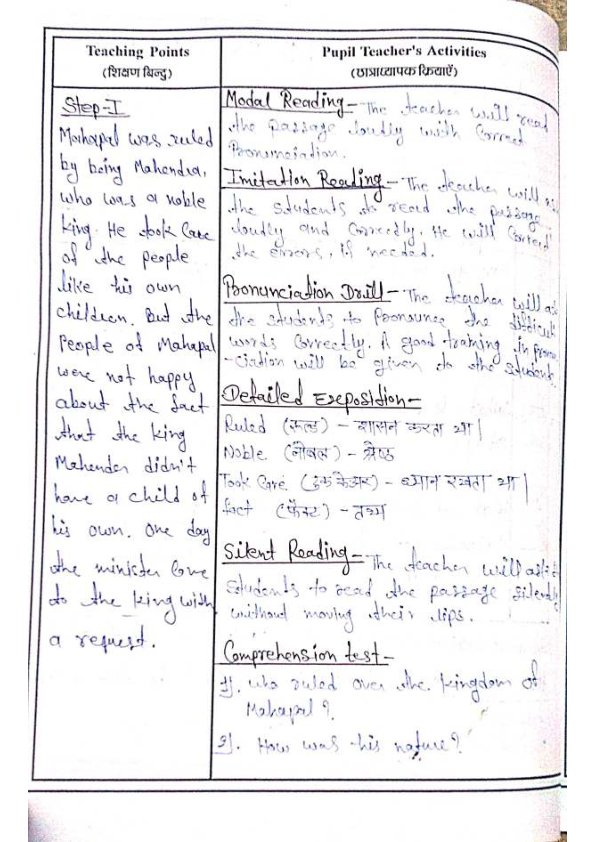 Teaching Points
(शिक्षण बिन्दु)
Step-I
Mahapal was ruled
by being Mahendra,
who was a noble
king. He took Care
of the people
like his own
children. But the
People of Mahapal
were not happy
about the fact
that the king
Mahender didn't
have a child of
his own. One day
the minister Come
to the king with
a request.
Pupil Teacher's Activities
(छात्राध्यापक क्रियाएँ)
Modal Reading - The teacher will read
the passage loudly with Correct
Pronunciation.
Imitation Reading - The teacher will
the students to read the passage
loudly and Correctly. He will Correct
the errors, if needed.
Pronunciation Drill - The teacher will
the students to Pronounce the difficult
words Correctly. A good training in pronu
-ciation will be given to the students.
Detailed Exeposition -
Ruled (रूल्ड) - शासन करता था।
Noble (नोबल) - श्रेष्ठ
Took Care (टुक केअर) - ध्यान रखता था।
fact (फैक्ट) - तथ्य
Silent Reading - The teacher will
Students to read the passage silently
without moving their lips.
Comprehension test -
1). Who ruled over the kingdom of
Mahapal?
2). How was his nature?